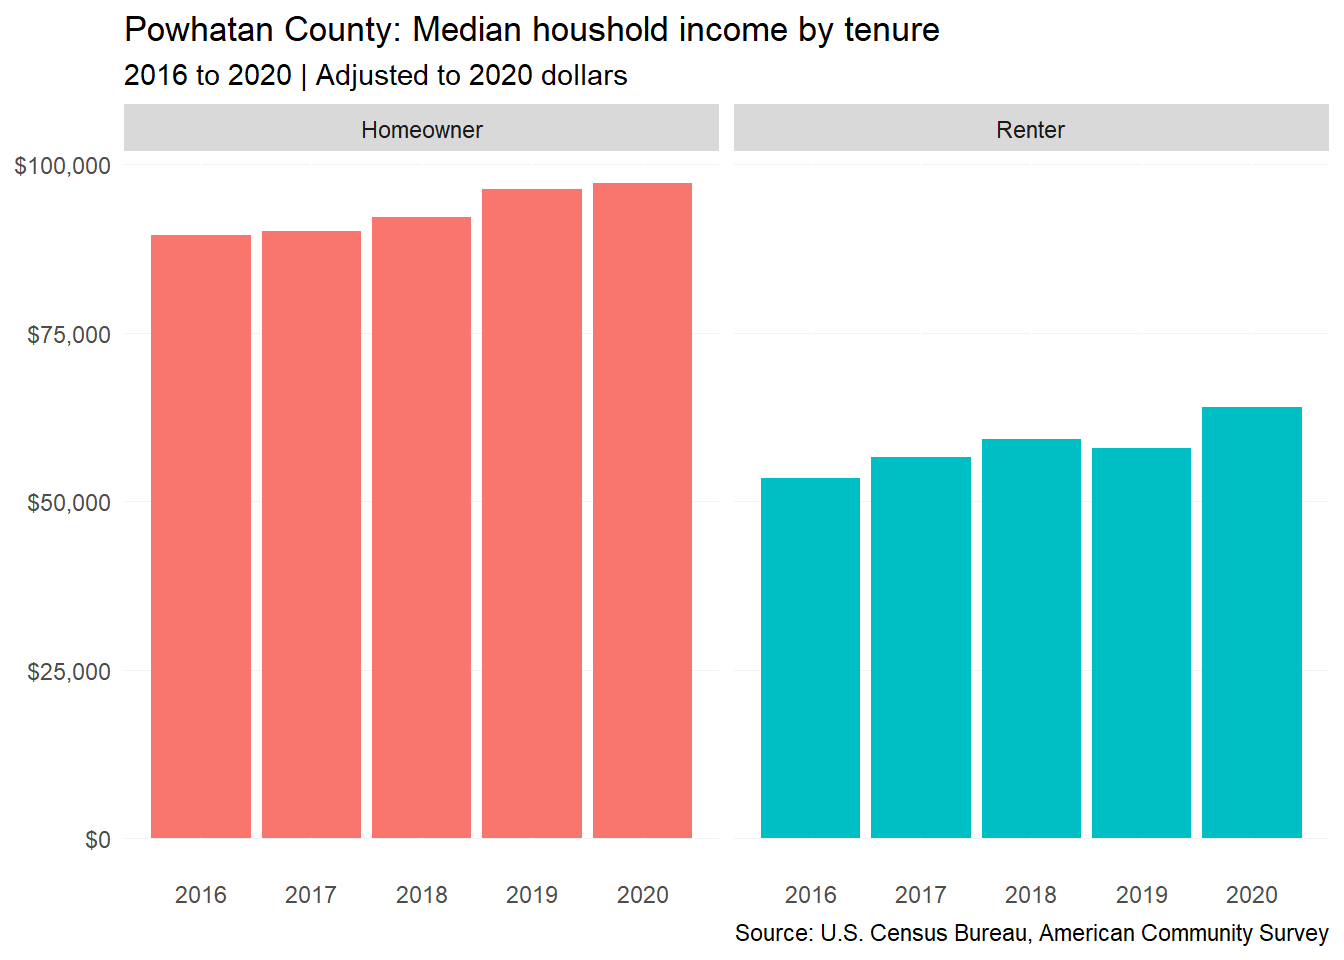 Powhatan County: Median houshold income by tenure
2016 to 2020 | Adjusted to 2020 dollars
Homeowner
Renter
$100,000
$75,000
$50,000
$25,000
$0
2016 2017 2018 2019 2020
2016 2017 2018 2019 2020
Source: U.S. Census Bureau, American Community Survey